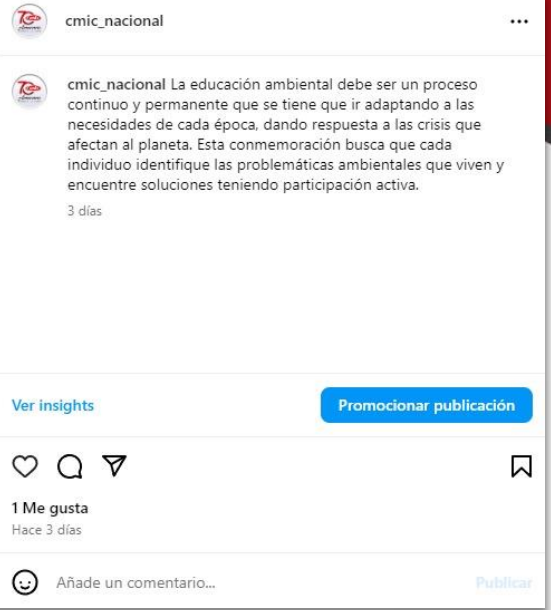 cmic_nacional
cmic_nacional La educación ambiental debe ser un proceso
continuo y permanente que se tiene que ir adaptando a las
necesidades de cada época, dando respuesta a las crisis que
afectan al planeta. Esta conmemoración busca que cada
individuo identifique las problemáticas ambientales que viven y
encuentre soluciones teniendo participación activa.
3 días
Ver insights
Promocionar publicación
1 Me gusta
Hace 3 días
Añade un comentario...
Publicar